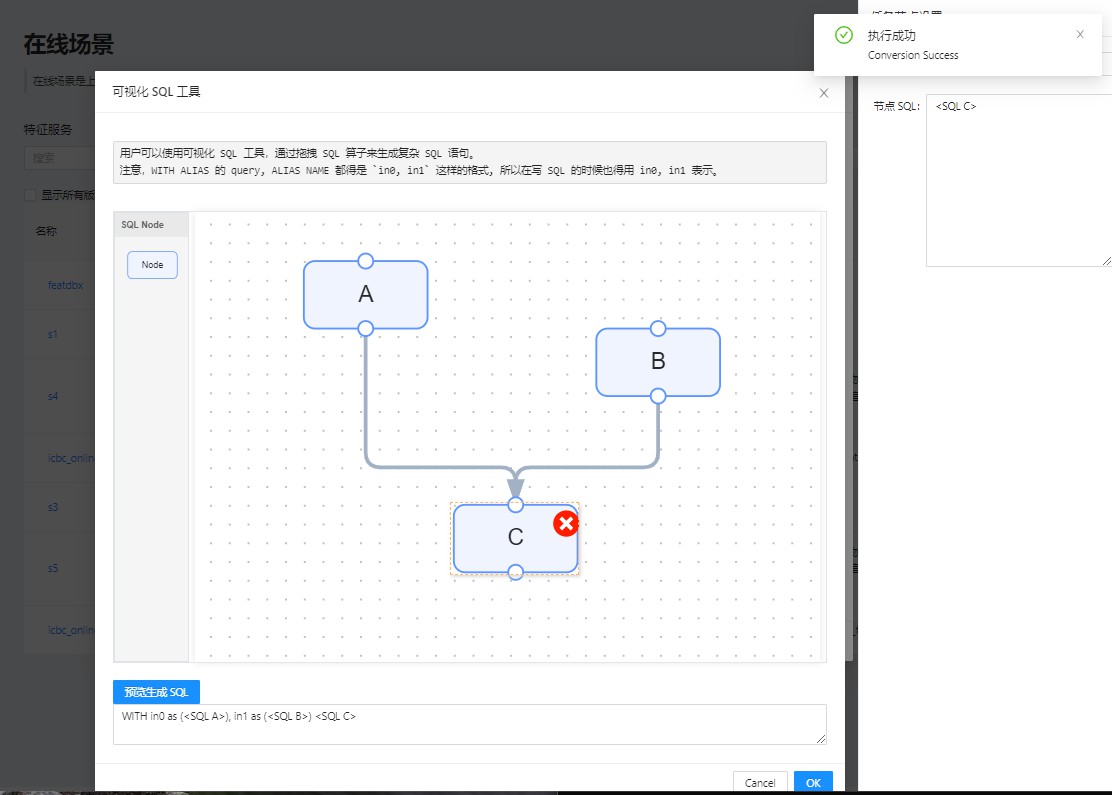 在线场景
在线场景是上
特征服务
搜索
显示所有版
名称
featdbx
s1
s4
icbc_onlin
s3
s5
icbc_onlin
可视化 SQL 工具
用户可以使用可视化 SQL 工具，通过拖拽 SQL 算子来生成复杂 SQL 语句。
注意，WITH ALIAS 的 query，ALIAS NAME 都得是 `in0, in1` 这样的格式，所以在写 SQL 的时候也得用 in0, in1 表示。
SQL Node
Node
A
B
C
预览生成 SQL
WITH in0 as (<SQL A>), in1 as (<SQL B>) <SQL C>
Cancel
OK
执行成功
Conversion Success
节点 SQL:
<SQL C>